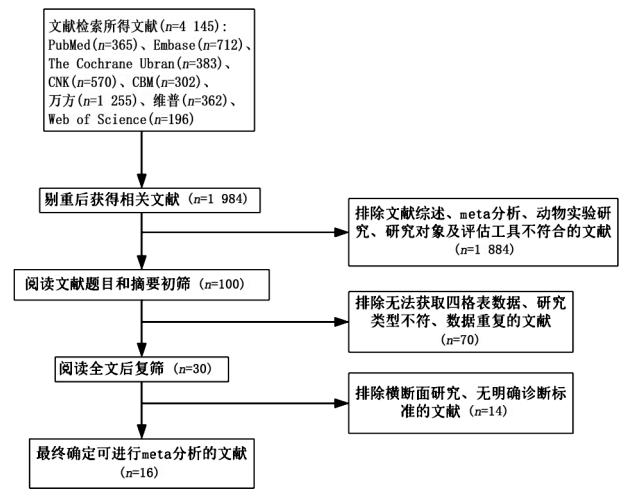 文献检索所得文献(n=4 145):
PubMed(n=365)、Embase(n=712)、
The Cochrane Ubran(n=383)、
CNK(n=570)、CBM(n=302)、
万方(n=1 255)、维普(n=362)、
Web of Science(n=196)
剔重后获得相关文献 (n=1 984)
排除文献综述、meta分析、动物实验研
究、研究对象及评估工具不符合的文献
(n=1 884)
阅读文献题目和摘要初筛 (n=100)
排除无法获取四格表数据、研究
类型不符、数据重复的文献
(n=70)
阅读全文后复筛 (n=30)
排除横断面研究、无明确诊断标
准的文献 (n=14)
最终确定可进行meta分析的文献
(n=16)